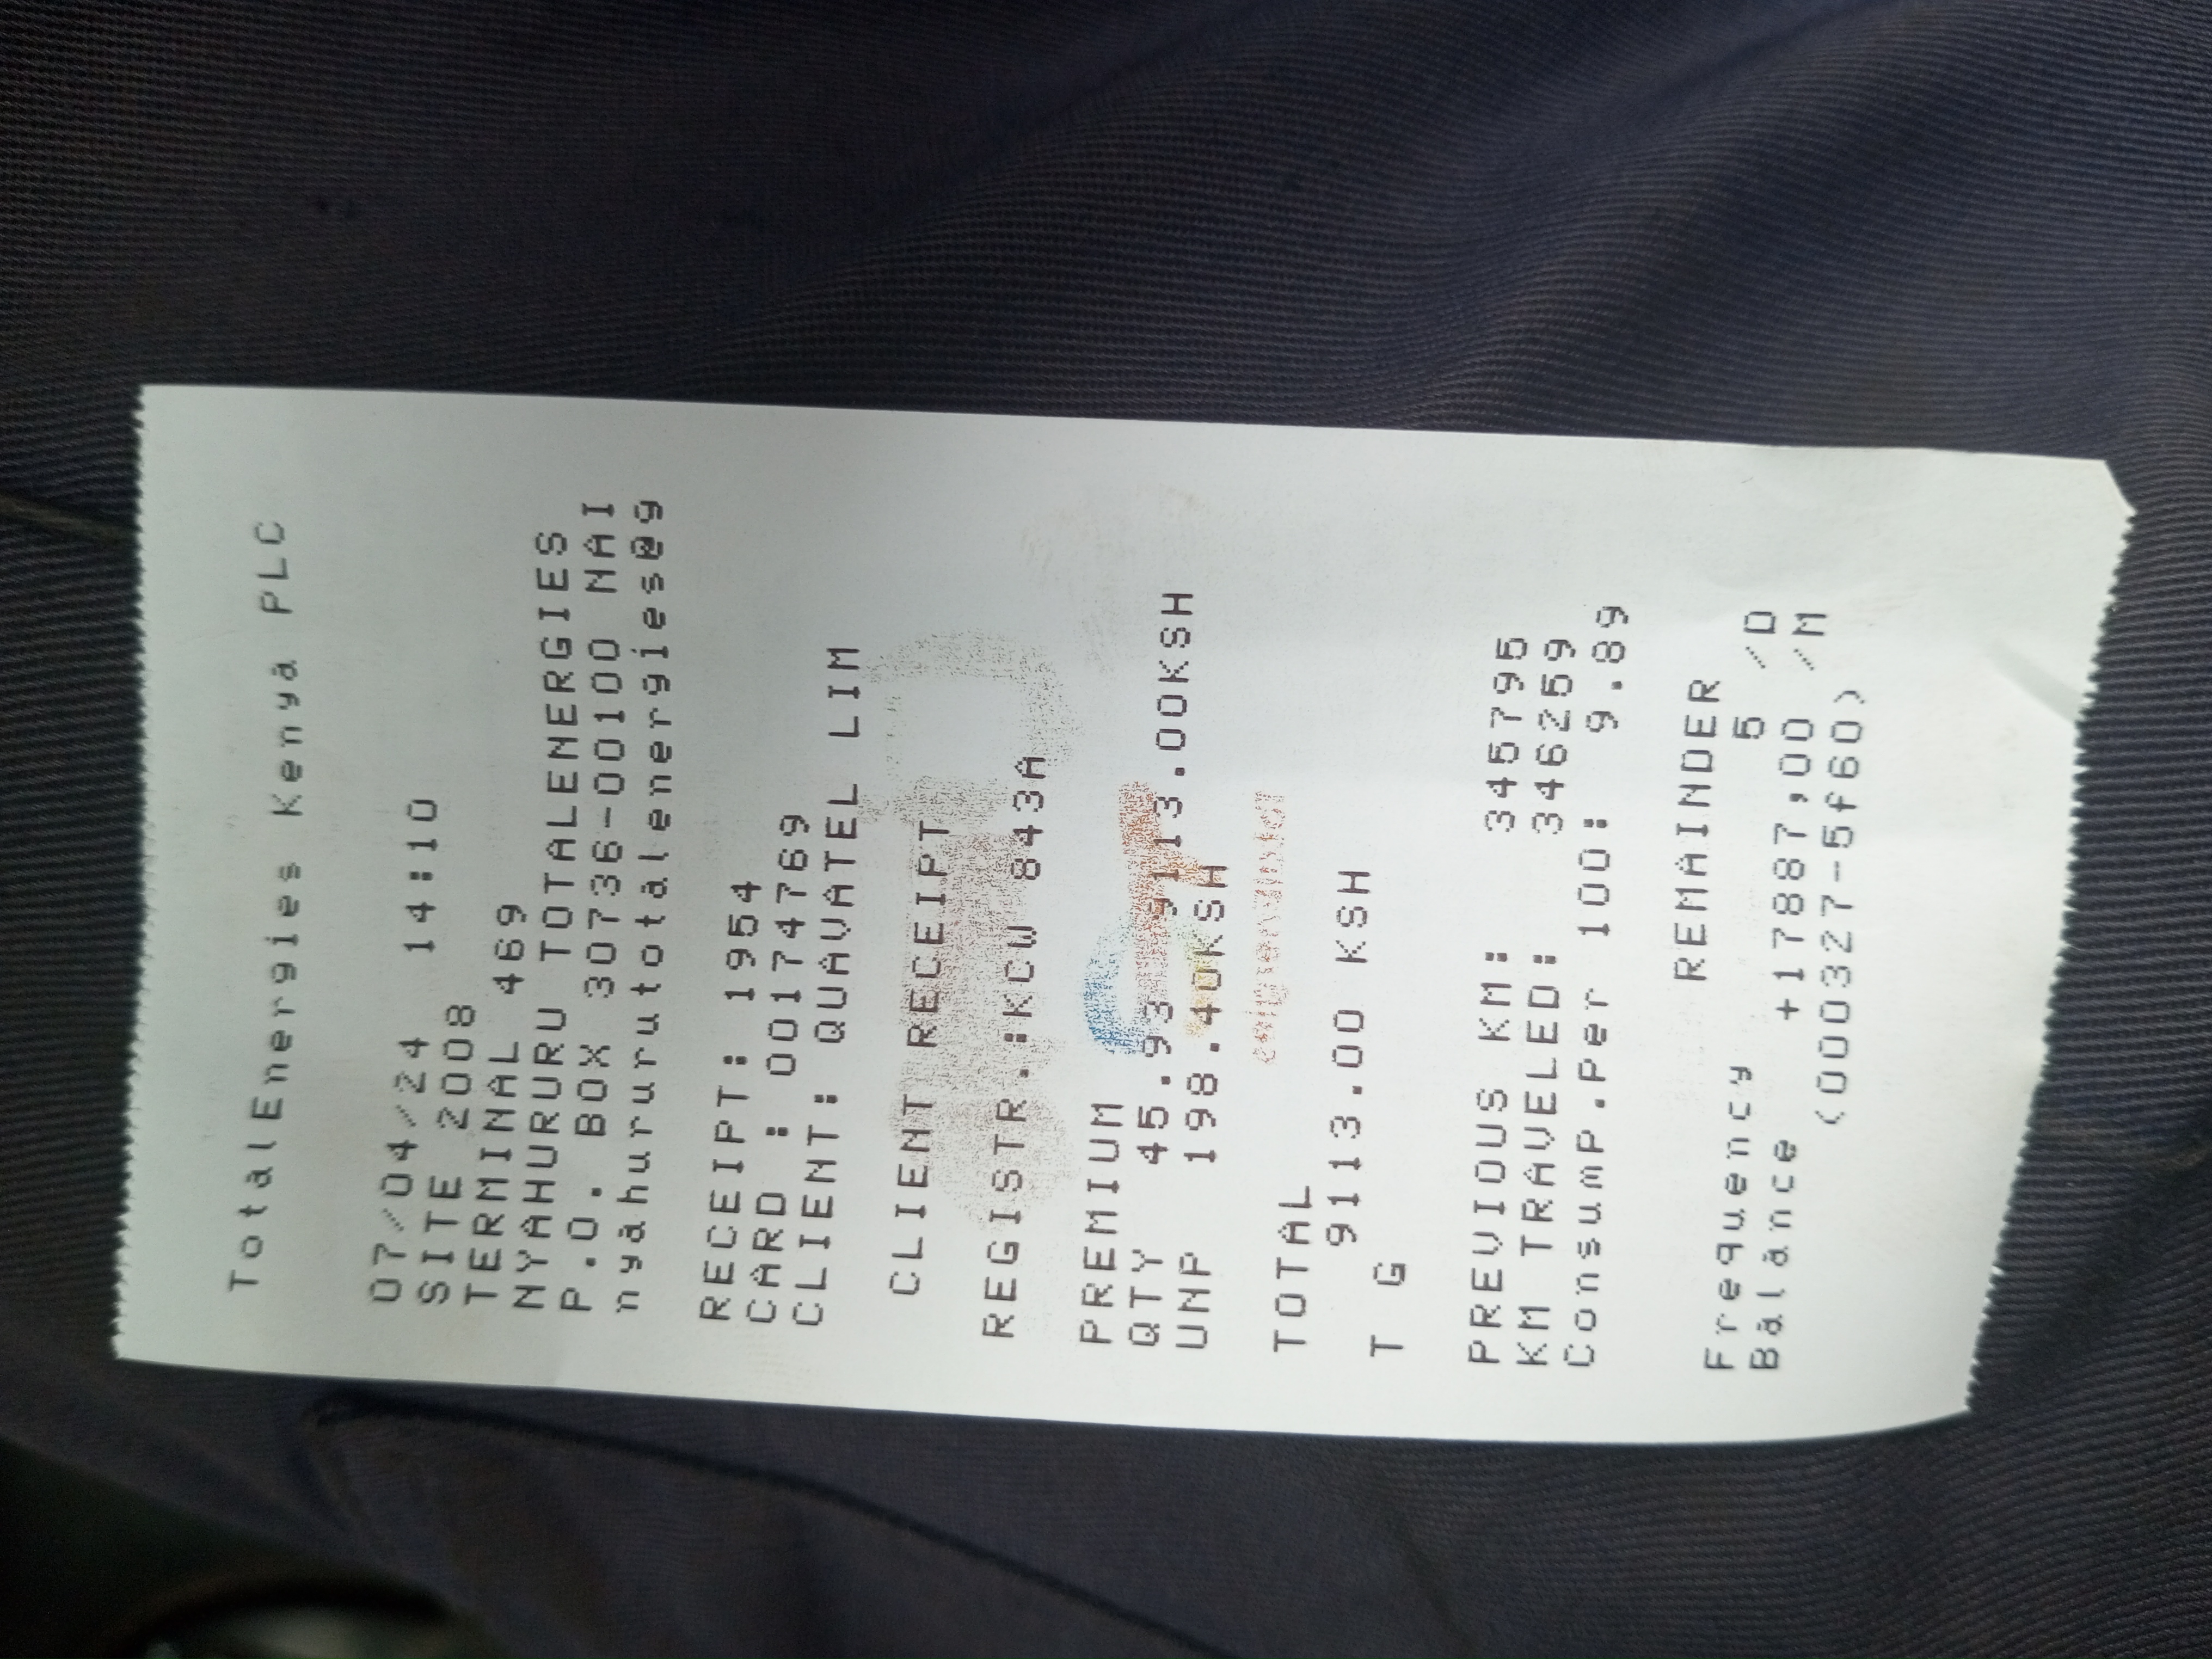 TotalEnergies Kenya PLC
07/04/24 14:10
SITE 2008
TERMINAL 469
NYAHURURU TOTALENERGIES
P.O. BOX 30736-00100 NAI
nyahururutotalenergies@g
RECEIPT: 1954
CARD : 00174769
CLIENT: QUAVATEL LIM
CLIENT RECEIPT
REGISTR.:KCW 843A
PREMIUM
QTY 45.93 9113.00KSH
UNP 198.40KSH
TOTAL
9113.00 KSH
T G
PREVIOUS KM: 345795
KM TRAVELED: 346259
Consump.Per 100: 9.89
REMAINDER
Frequency 5 /D
Balance +17887,00 /M
(000327-5f60)